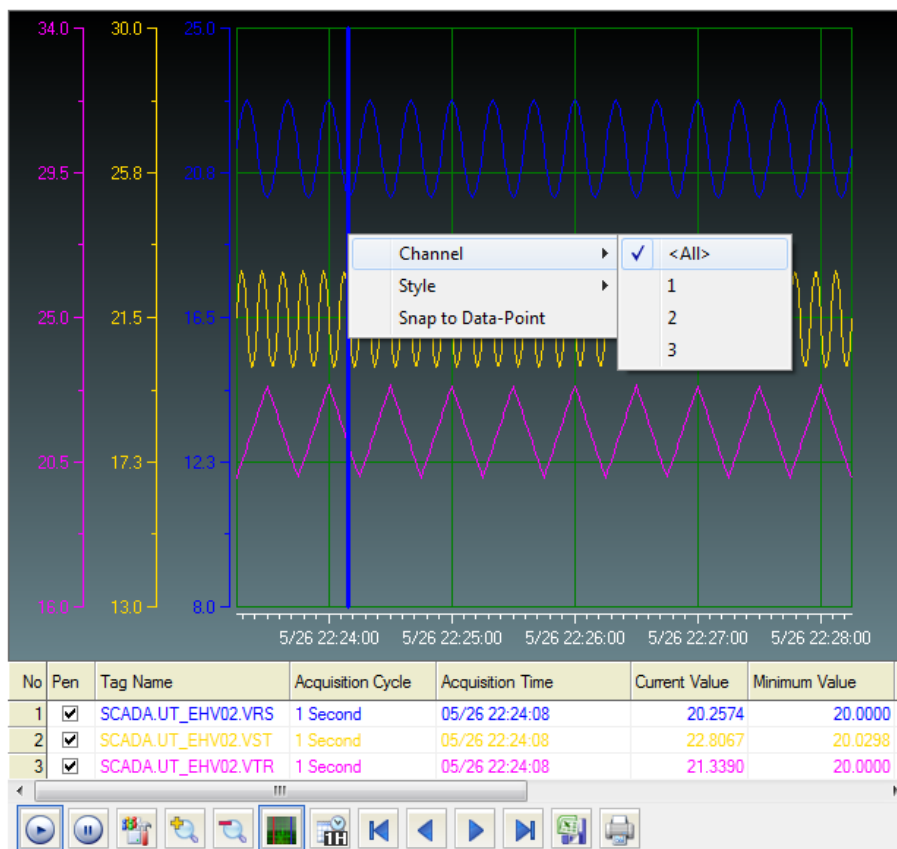 34.0 30.0 25.0
29.5 25.8 20.8
Channel <All>
Style 1
25.0 21.5 16.5 Snap to Data-Point 2
3
20.5 17.3 12.3
16.0 13.0 8.0
5/26 22:24:00 5/26 22:25:00 5/26 22:26:00 5/26 22:27:00 5/26 22:28:00
No Pen Tag Name Acquisition Cycle Acquisition Time Current Value Minimum Value
1 SCADA.UT_EHV02.VRS 1 Second 05/26 22:24:08 20.2574 20.0000
2 SCADA.UT_EHV02.VST 1 Second 05/26 22:24:08 22.8067 20.0298
3 SCADA.UT_EHV02.VTR 1 Second 05/26 22:24:08 21.3390 20.0000
1H